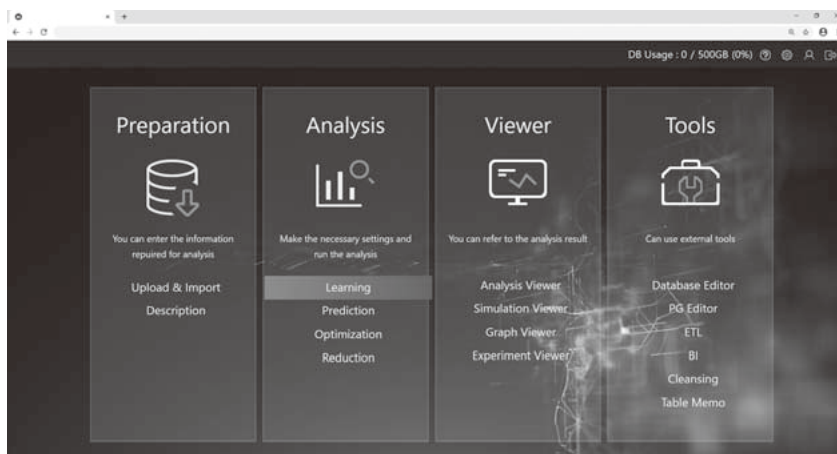 DB Usage : 0 / 500GB (0%)
Preparation
You can enter the information
repuired for analysis
Upload & Import
Description
Analysis
Make the necessary settings and
run the analysis
Learning
Prediction
Optimization
Reduction
Viewer
You can refer to the analysis result
Analysis Viewer
Simulation Viewer
Graph Viewer
Experiment Viewer
Tools
Can use external tools
Database Editor
PG Editor
ETL
BI
Cleansing
Table Memo